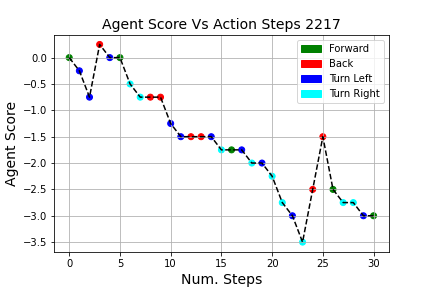 Agent Score Vs Action Steps 2217
Forward
Back
Turn Left
Turn Right
0.0
−0.5
−1.0
−1.5
−2.0
−2.5
−3.0
−3.5
Agent Score
0 5 10 15 20 25 30
Num. Steps